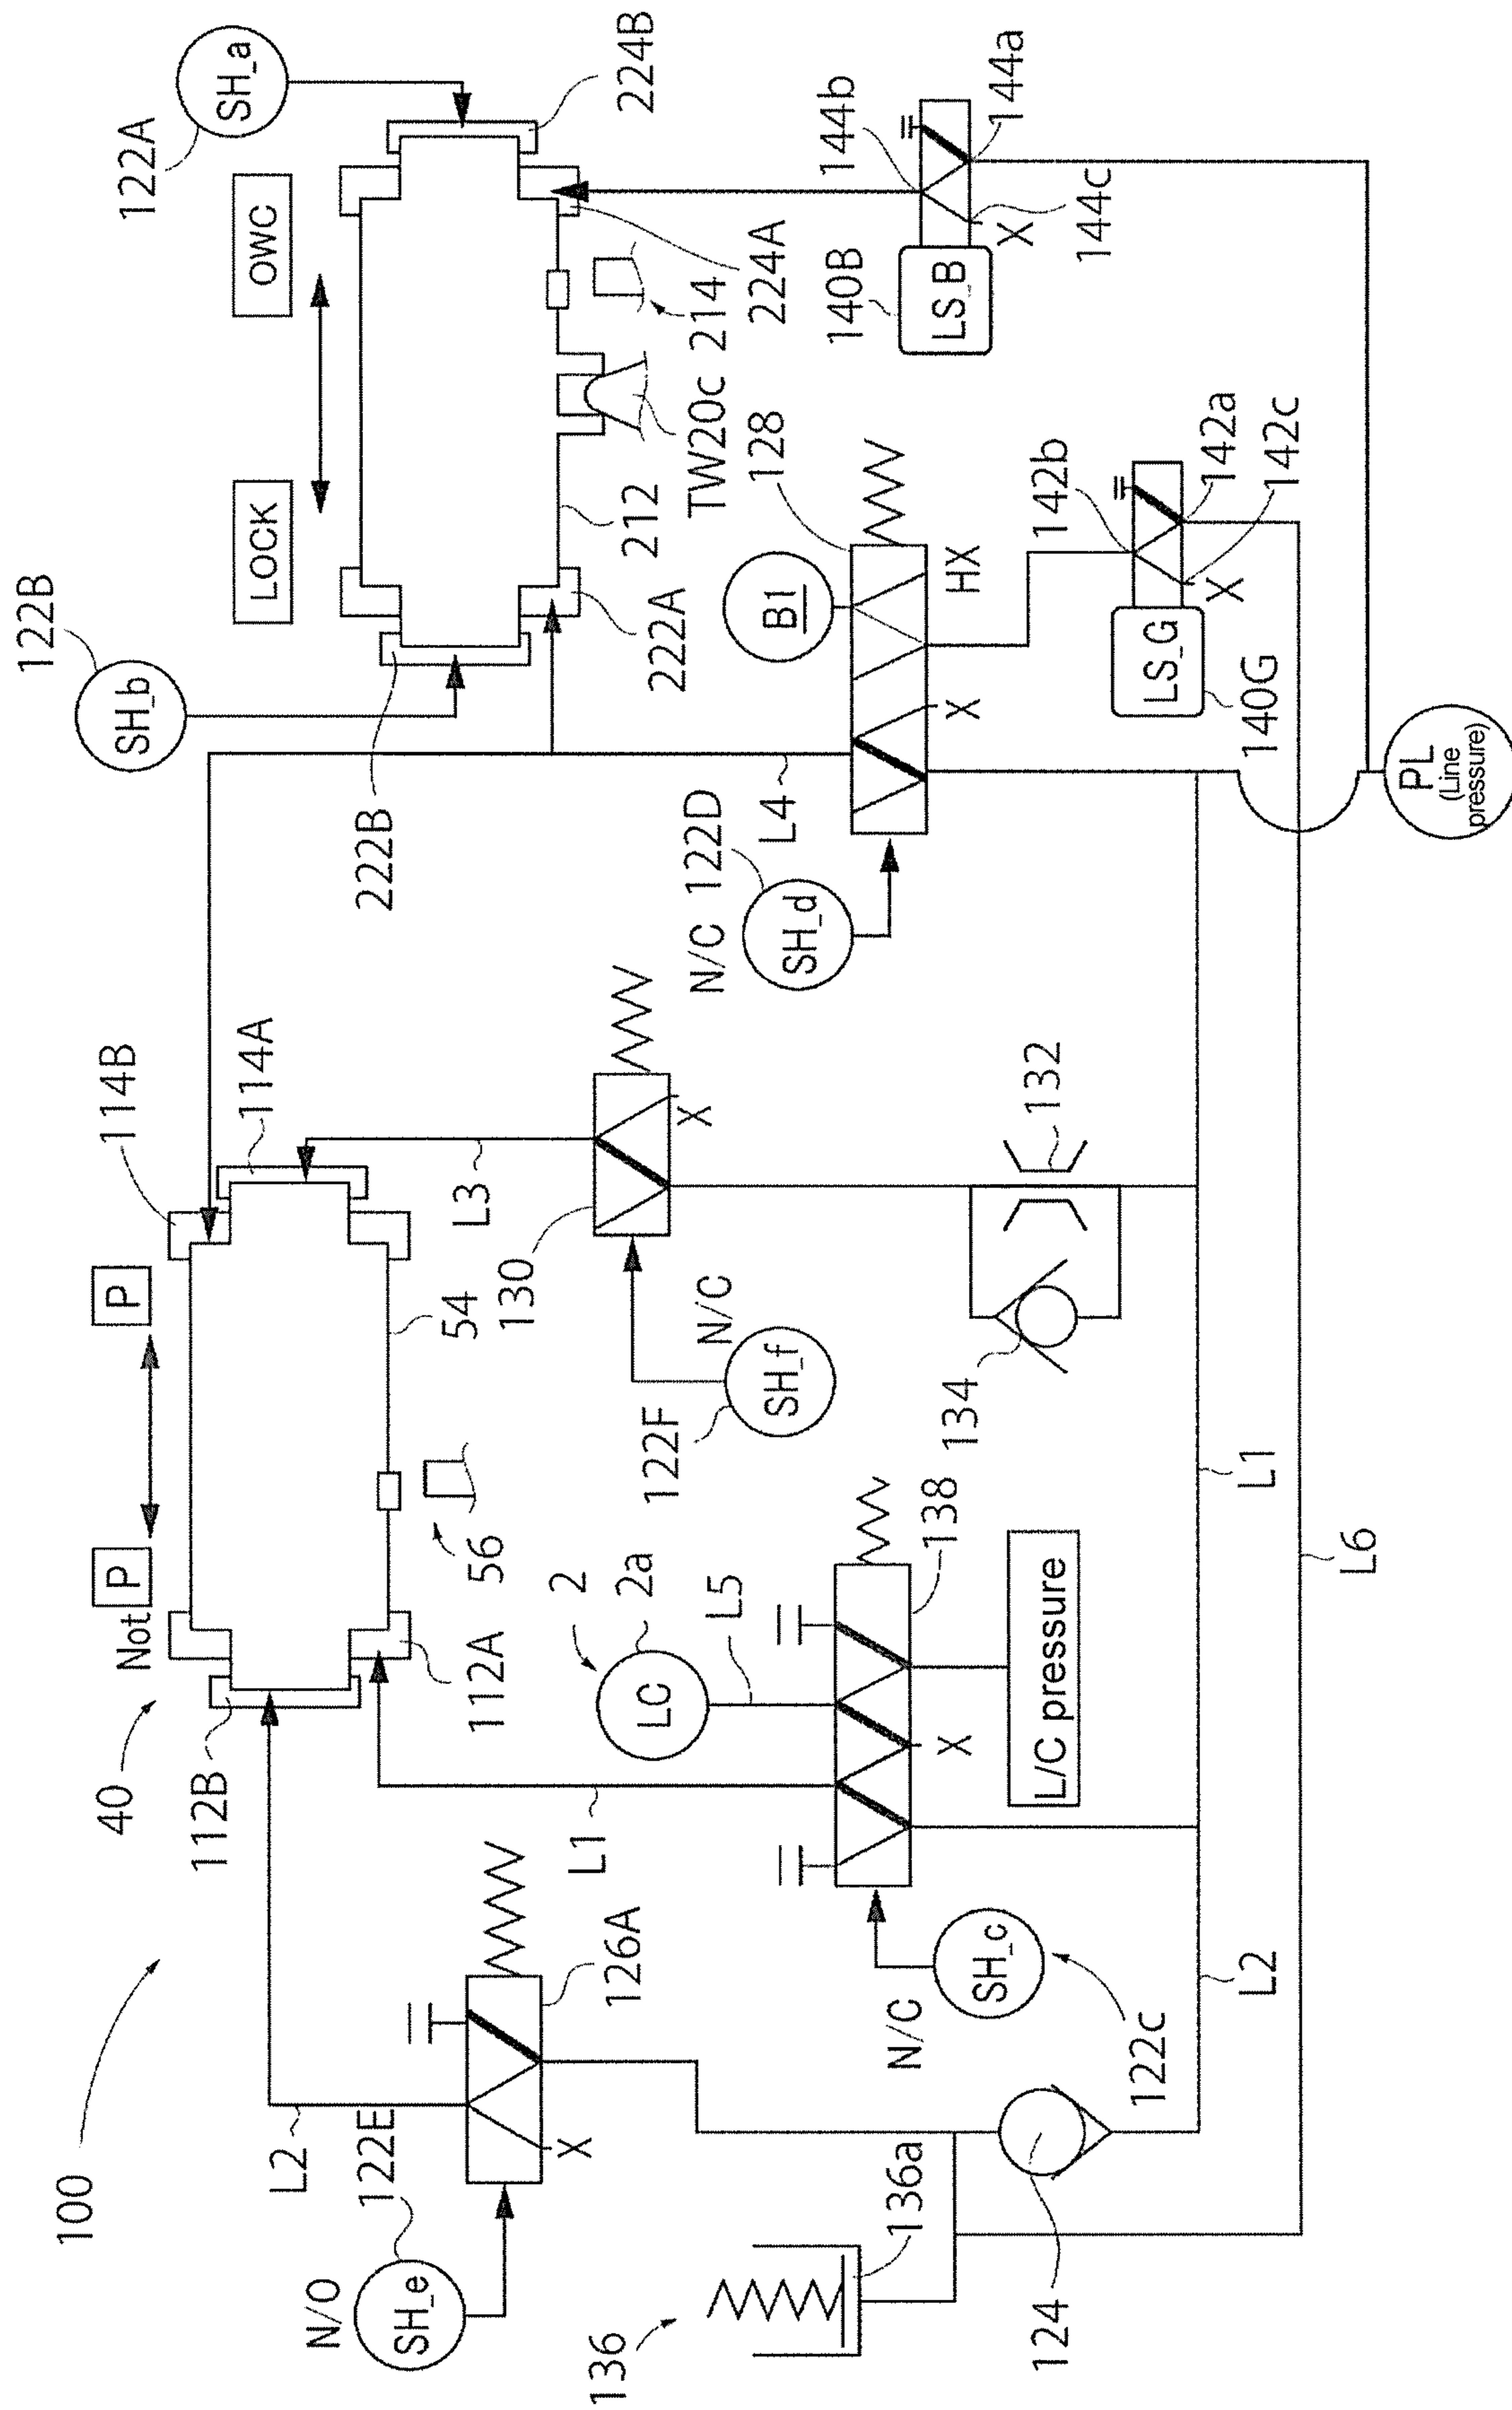 100
40
Not P
P
114B
122B
SH_b
LOCK
OWC
122A
SH_a
N/O
SH_e
122E
L2
112B
114A
222B
112A
56
54
L3
222A
212
TW20c
214
224A
224B
136
136a
X
126A
L1
2
2a
LC
L5
130
X
122F
N/C
SH_f
N/C
122D
SH_d
L4
B1
128
X
HX
140B
LS_B
144b
144a
144c
X
N/C
SH_c
122c
X
138
L/C pressure
134
132
142b
142a
142c
X
LS_G
140G
124
L2
L1
L6
PL
(Line
pressure)